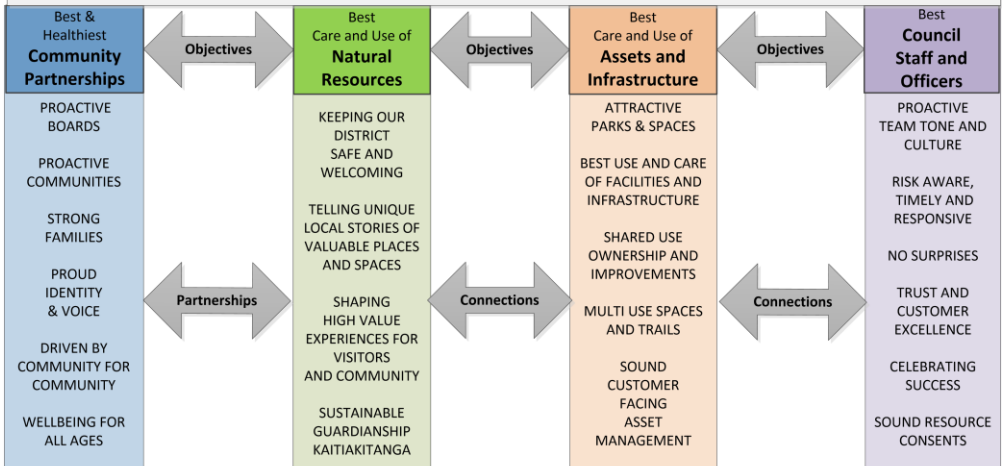 Best &
Healthiest
Community
Partnerships
PROACTIVE
BOARDS
PROACTIVE
COMMUNITIES
STRONG
FAMILIES
PROUD
IDENTITY
& VOICE
DRIVEN BY
COMMUNITY FOR
COMMUNITY
WELLBEING FOR
ALL AGES
Objectives
Partnerships
Best
Care and Use of
Natural
Resources
KEEPING OUR
DISTRICT
SAFE AND
WELCOMING
TELLING UNIQUE
LOCAL STORIES OF
VALUABLE PLACES
AND SPACES
SHAPING
HIGH VALUE
EXPERIENCES FOR
VISITORS
AND COMMUNITY
SUSTAINABLE
GUARDIANSHIP
KAITIAKITANGA
Objectives
Connections
Best
Care and Use of
Assets and
Infrastructure
ATTRACTIVE
PARKS & SPACES
BEST USE AND CARE
OF FACILITIES AND
INFRASTRUCTURE
SHARED USE
OWNERSHIP AND
IMPROVEMENTS
MULTI USE SPACES
AND TRAILS
SOUND
CUSTOMER
FACING
ASSET
MANAGEMENT
Objectives
Connections
Best
Council
Staff and
Officers
PROACTIVE
TEAM TONE AND
CULTURE
RISK AWARE,
TIMELY AND
RESPONSIVE
NO SURPRISES
TRUST AND
CUSTOMER
EXCELLENCE
CELEBRATING
SUCCESS
SOUND RESOURCE
CONSENTS